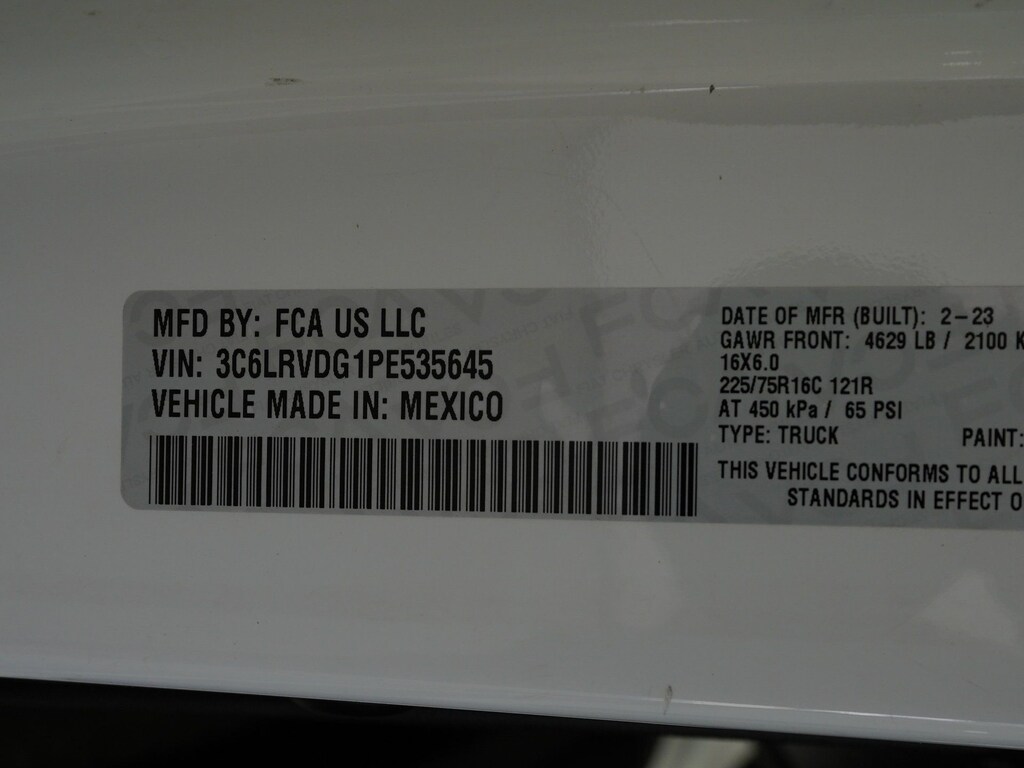 MFD BY: FCA US LLC
VIN: 3C6LRVDG1PE535645
VEHICLE MADE IN: MEXICO
DATE OF MFR (BUILT): 2-23
GAWR FRONT: 4629 LB / 2100 K
16X6.0
225/75R16C 121R
AT 450 kPa / 65 PSI
TYPE: TRUCK PAINT:
THIS VEHICLE CONFORMS TO ALL
STANDARDS IN EFFECT O